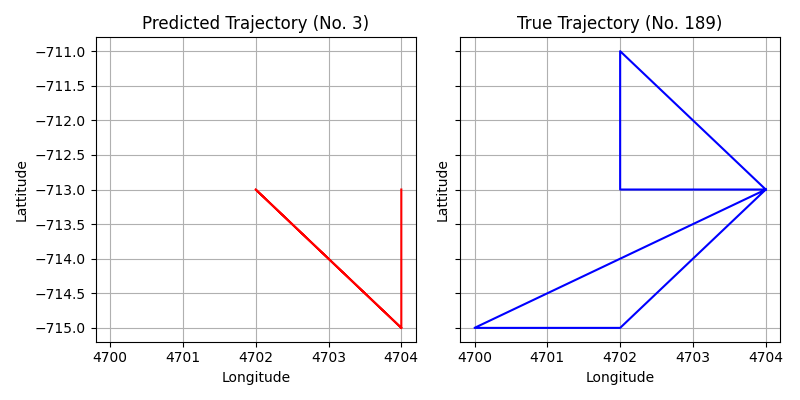 Predicted Trajectory (No. 3)
−711.0
−711.5
−712.0
−712.5
−713.0
−713.5
−714.0
−714.5
−715.0
Lattitude
4700 4701 4702 4703 4704
Longitude
True Trajectory (No. 189)
Lattitude
4700 4701 4702 4703 4704
Longitude